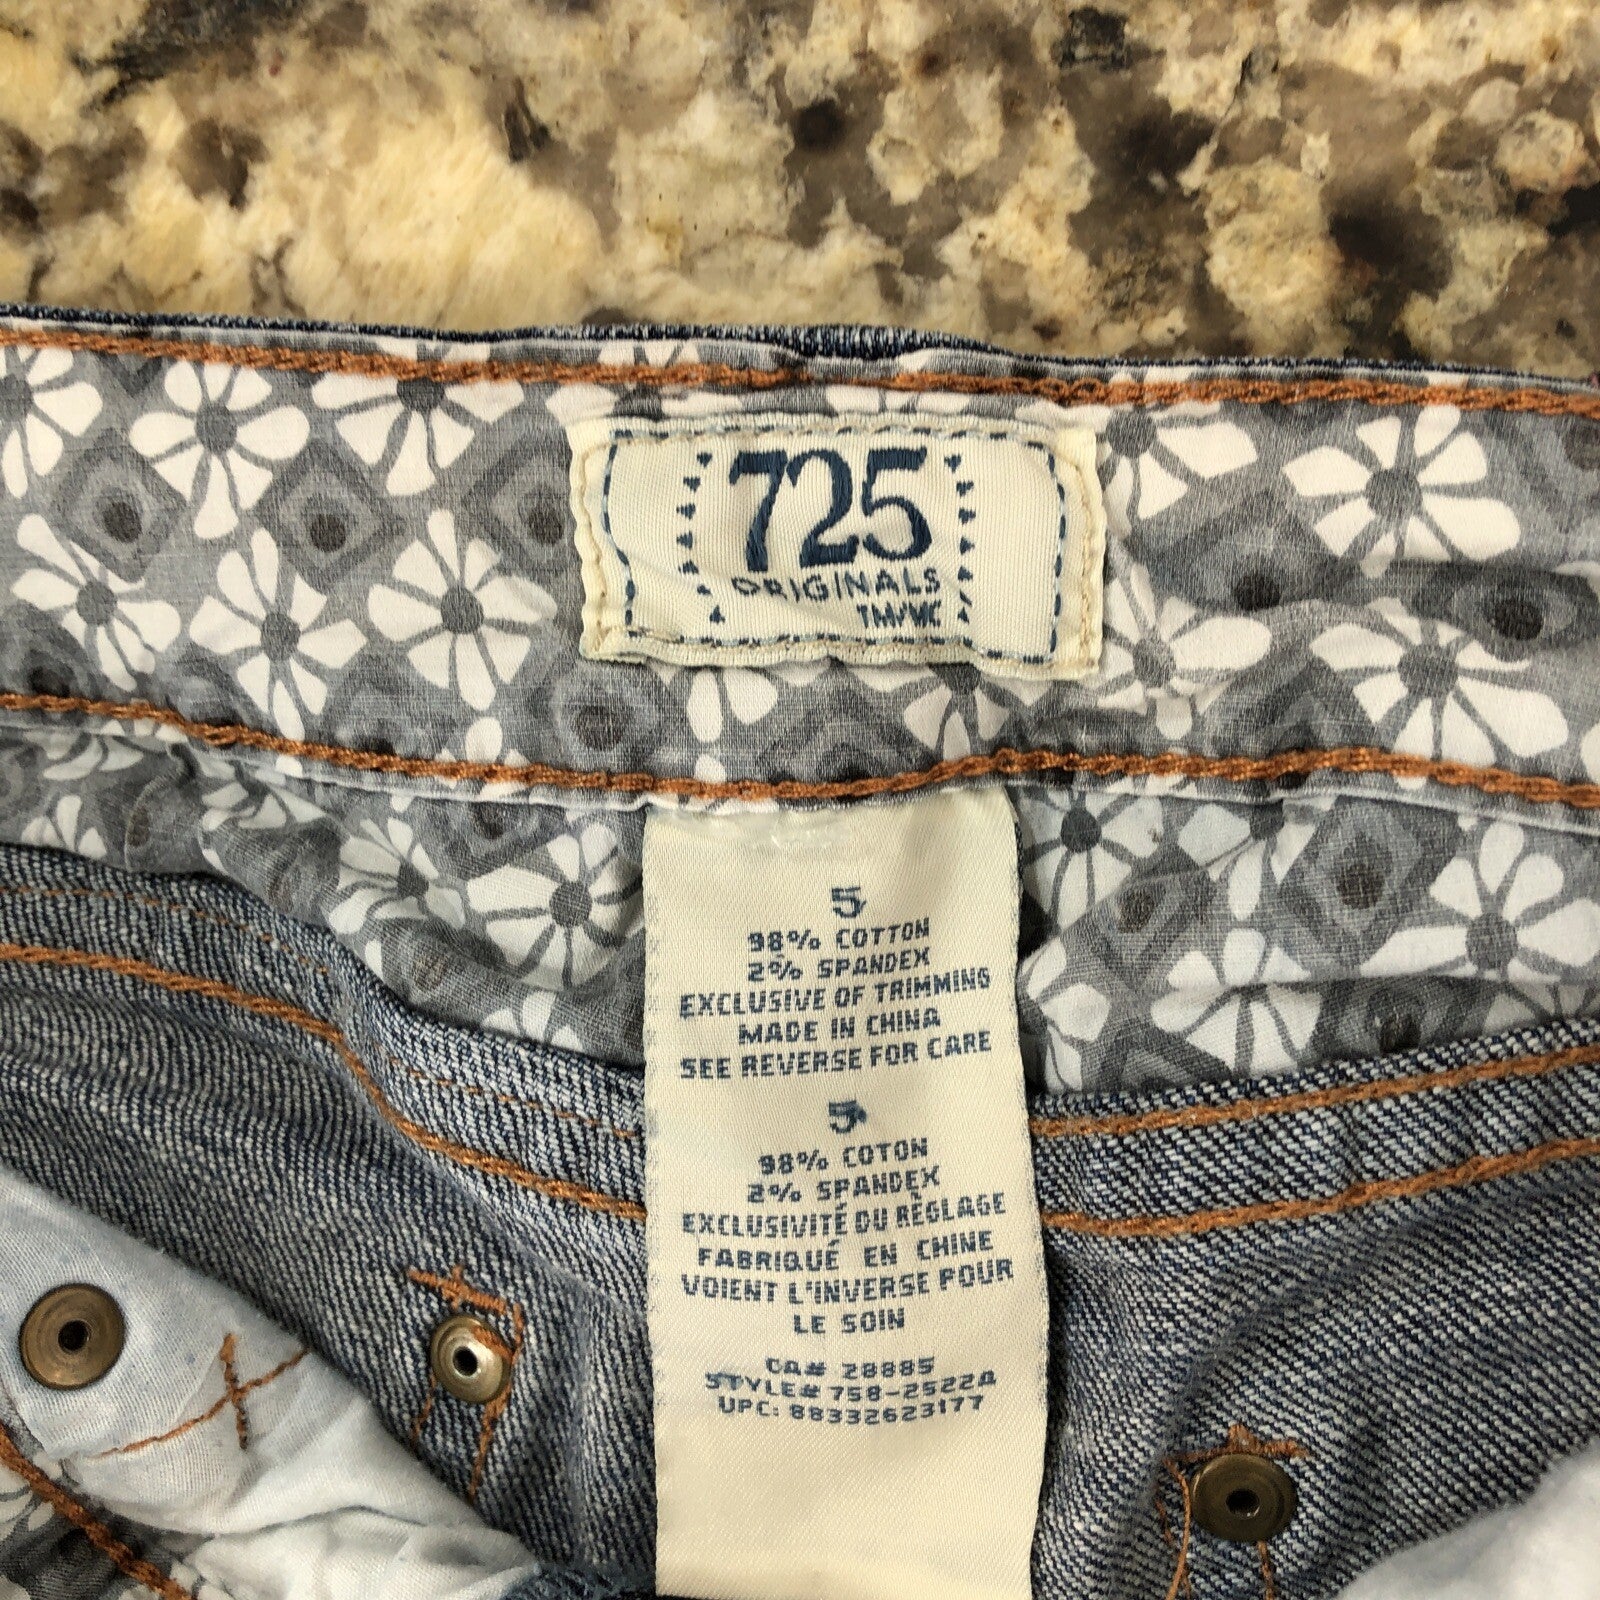 725
ORIGINALS
TM/MC
5
98% COTTON
2% SPANDEX
EXCLUSIVE OF TRIMMING
MADE IN CHINA
SEE REVERSE FOR CARE
5
98% COTON
2% SPANDEX
EXCLUSIVITÉ DU RÈGLAGE
FABRIQUÉ EN CHINE
VOIENT L'INVERSE POUR
LE SOIN
CA# 28885
STYLE# 758-2522A
UPC: 88332623177